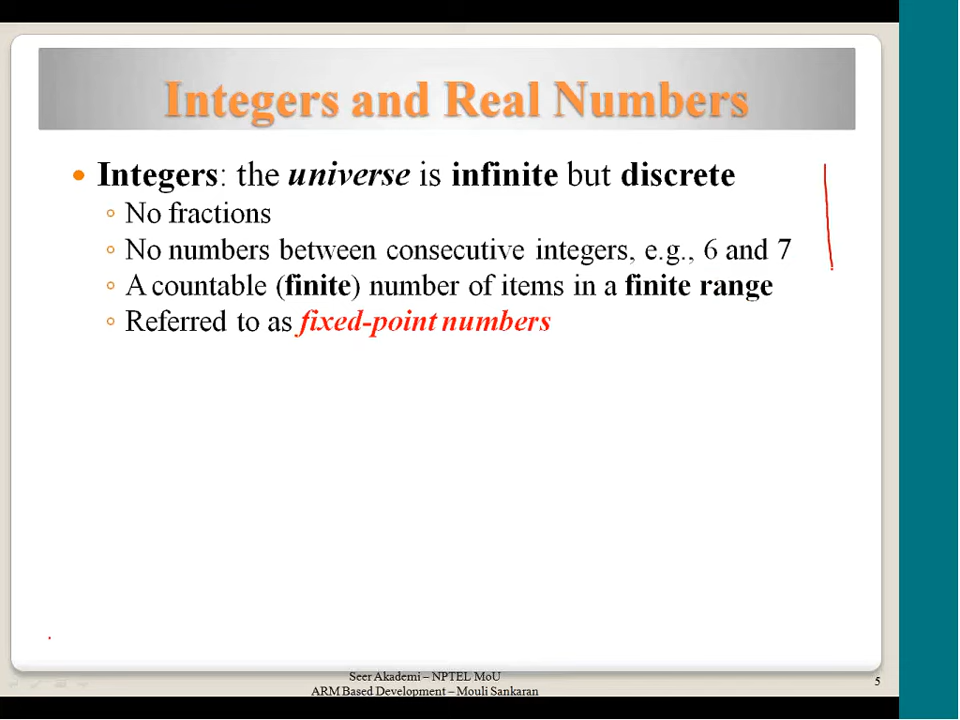 Integers and Real Numbers
• Integers: the universe is infinite but discrete
◦ No fractions
◦ No numbers between consecutive integers, e.g., 6 and 7
◦ A countable (finite) number of items in a finite range
◦ Referred to as fixed-point numbers
Seer Akademi – NPTEL MoU
ARM Based Development – Mouli Sankaran
5